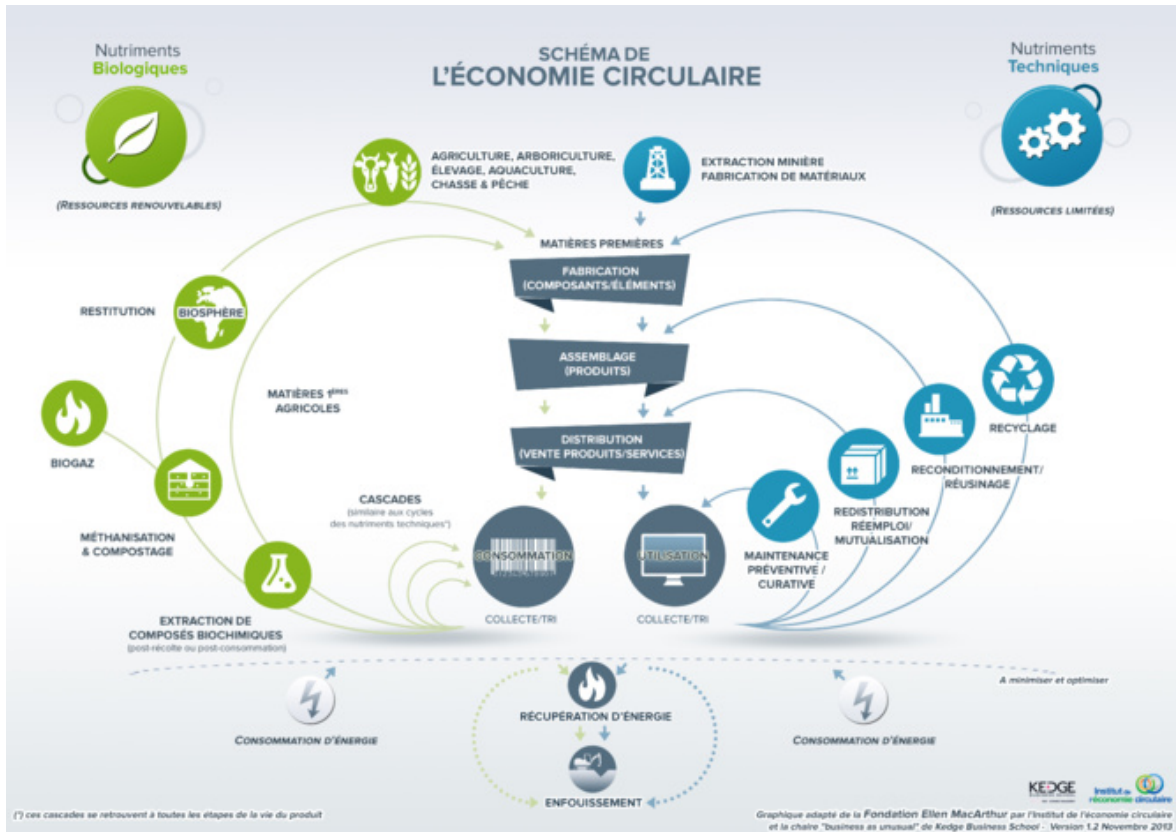 SCHÉMA DE
L'ÉCONOMIE CIRCULAIRE
Nutriments
Biologiques
(RESSOURCES RENOUVELABLES)
Nutriments
Techniques
(RESSOURCES LIMITÉES)
AGRICULTURE, ARBORICULTURE,
ÉLEVAGE, AQUACULTURE,
CHASSE & PÊCHE
EXTRACTION MINIÈRE
FABRICATION DE MATÉRIAUX
MATIÈRES PREMIÈRES
FABRICATION
(COMPOSANTS/ÉLÉMENTS)
ASSEMBLAGE
(PRODUITS)
DISTRIBUTION
(VENTE PRODUITS/SERVICES)
RESTITUTION
BIOSPHÈRE
MATIÈRES 1ÈRES
AGRICOLES
BIOGAZ
MÉTHANISATION
& COMPOSTAGE
CASCADES
(similaire aux cycles
des nutriments techniques*)
EXTRACTION DE
COMPOSÉS BIOCHIMIQUES
(post-récolte ou post-consommation)
CONSOMMATION
COLLECTE/TRI
UTILISATION
COLLECTE/TRI
MAINTENANCE
PRÉVENTIVE /
CURATIVE
REDISTRIBUTION
RÉEMPLOI/
MUTUALISATION
RECONDITIONNEMENT/
RÉUSINAGE
RECYCLAGE
A minimiser et optimiser
CONSOMMATION D'ÉNERGIE
RÉCUPÉRATION D'ÉNERGIE
CONSOMMATION D'ÉNERGIE
ENFOUISSEMENT
KEDGE
Institut de
l'économie circulaire
(*) ces cascades se retrouvent à toutes les étapes de la vie du produit
Graphique adapté de la Fondation Ellen MacArthur par l'Institut de l'économie circulaire
et la chaire "business as unusual" de Kedge Business School - Version 1.2 Novembre 2013